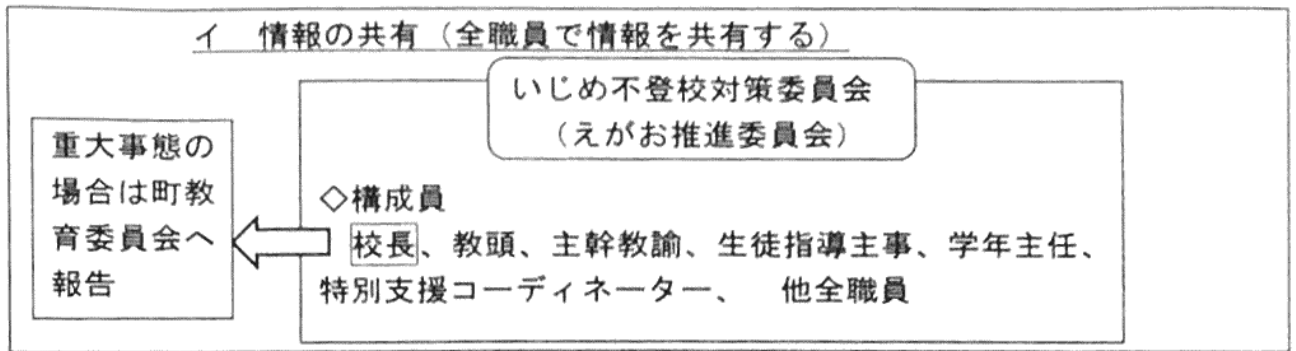 イ　情報の共有（全職員で情報を共有する）
いじめ不登校対策委員会
（えがお推進委員会）
重大事態の
場合は町教
育委員会へ
報告
◇構成員
校長、教頭、主幹教諭、生徒指導主事、学年主任、
特別支援コーディネーター、　他全職員